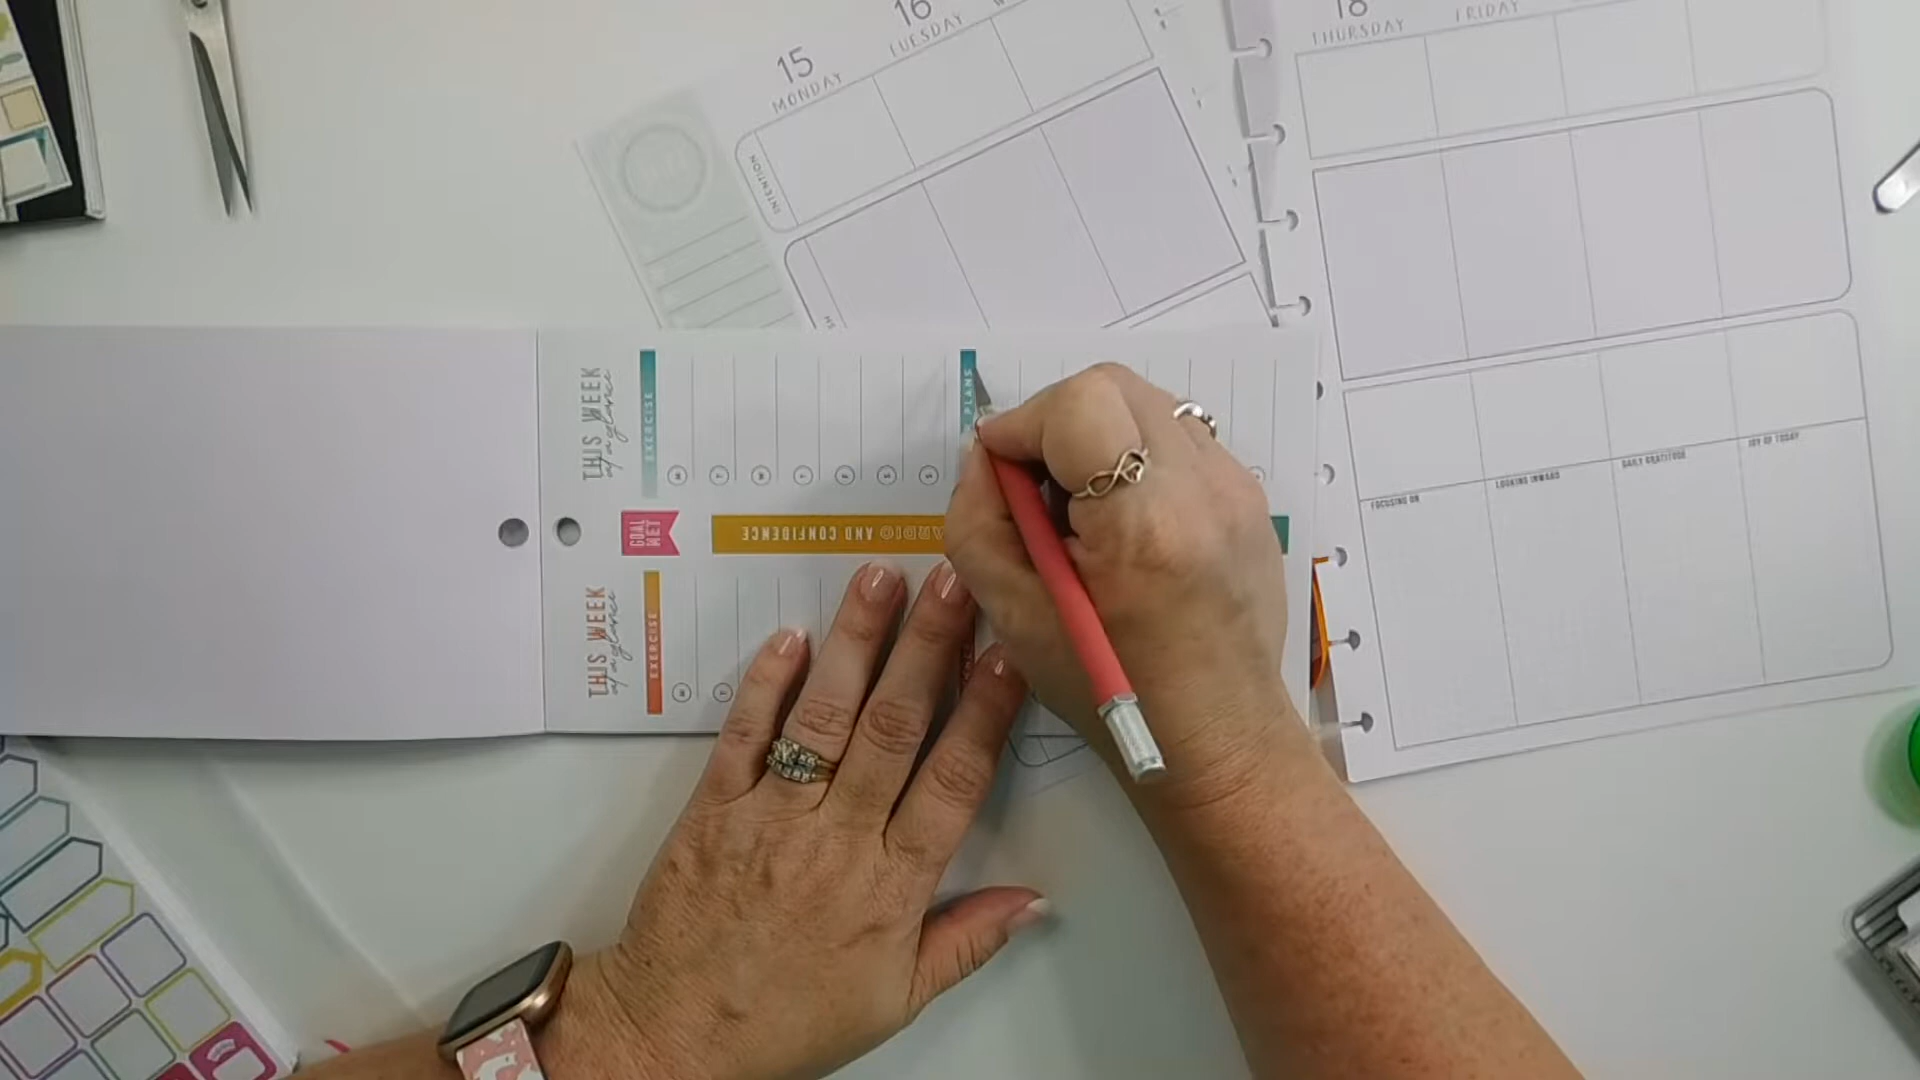 15
MONDAY
16
TUESDAY
18
THURSDAY
FRIDAY
INTENTION
THIS WEEK
at a glance
EXERCISE
M
T
W
T
F
S
S
PLANS
GOAL
MET
AND CONFIDENCE
THIS WEEK
at a glance
EXERCISE
M
T
FOCUSING ON
LOOKING INWARD
DAILY GRATITUDE
JOY OF TODAY